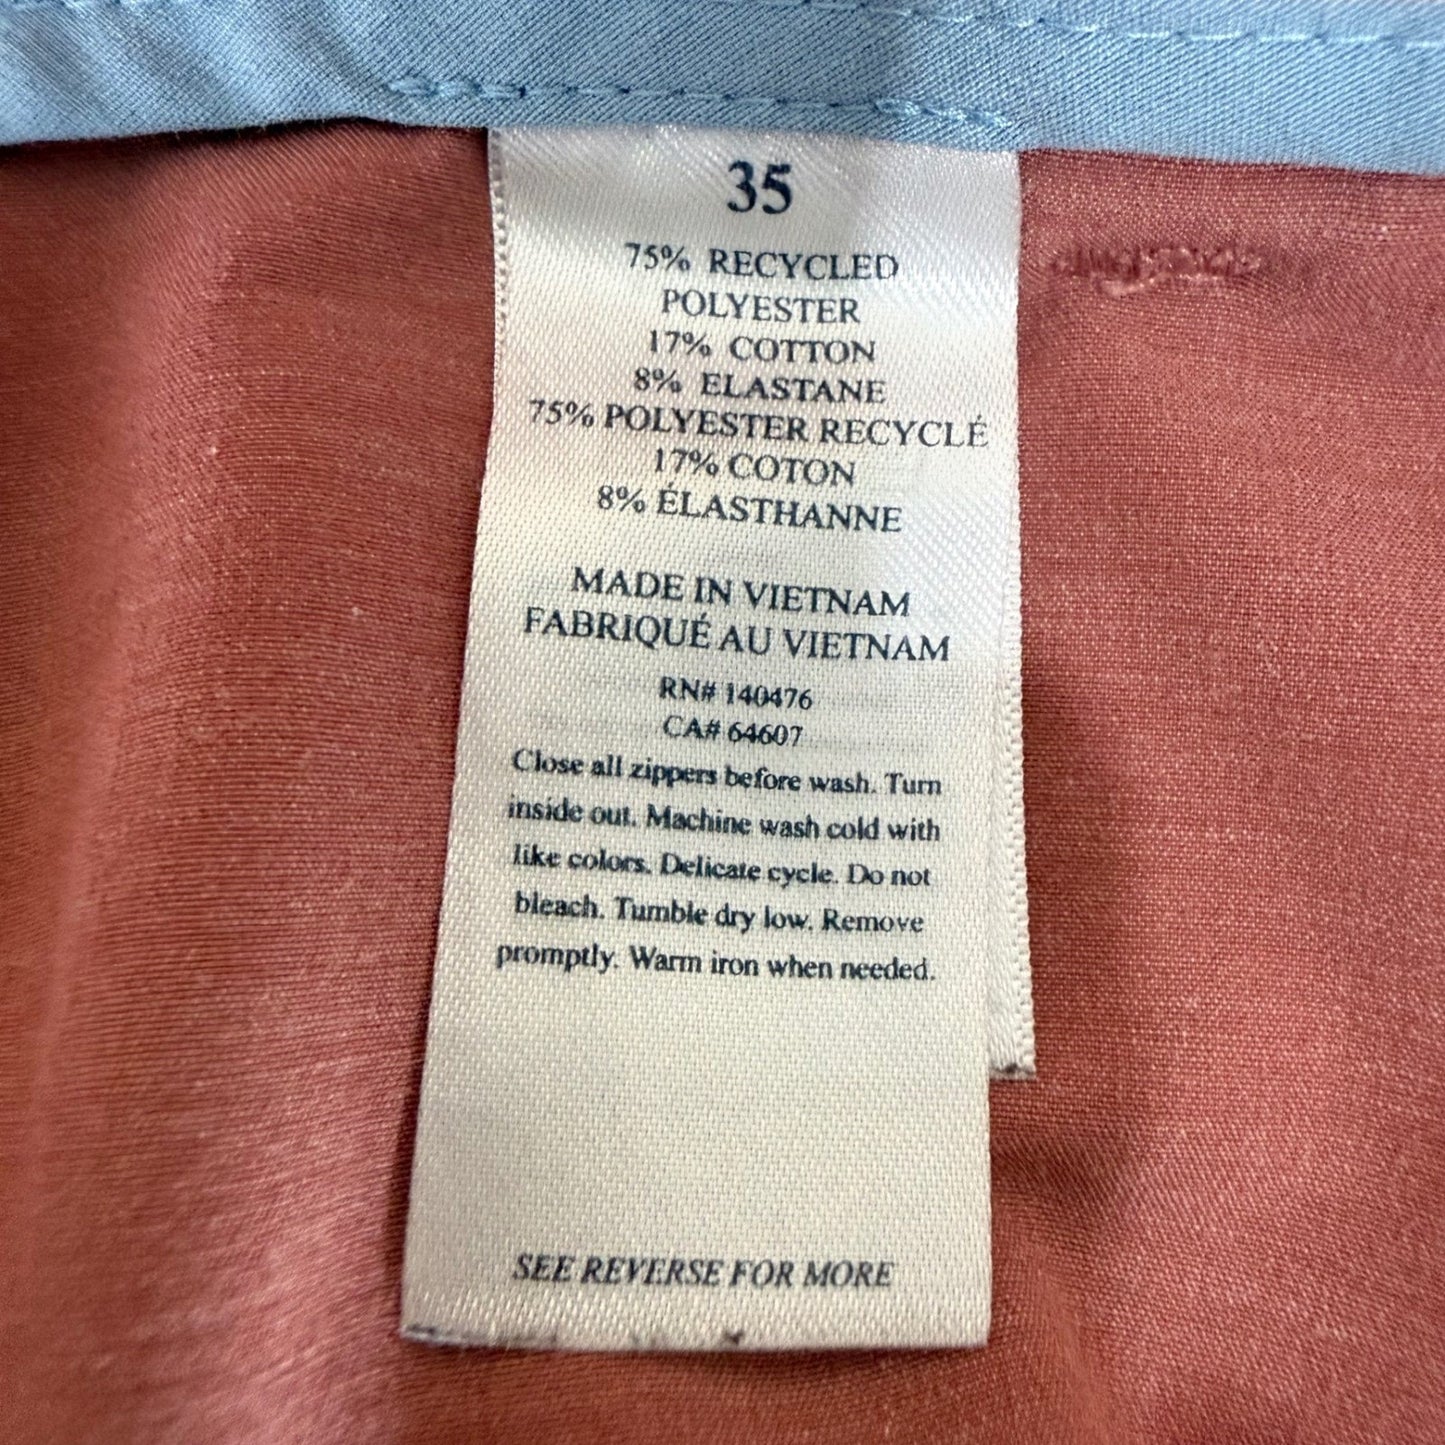 35
75% RECYCLED
POLYESTER
17% COTTON
8% ELASTANE
75% POLYESTER RECYCLÉ
17% COTON
8% ÉLASTHANNE
MADE IN VIETNAM
FABRIQUÉ AU VIETNAM
RN# 140476
CA# 64607
Close all zippers before wash. Turn
inside out. Machine wash cold with
like colors. Delicate cycle. Do not
bleach. Tumble dry low. Remove
promptly. Warm iron when needed.
SEE REVERSE FOR MORE